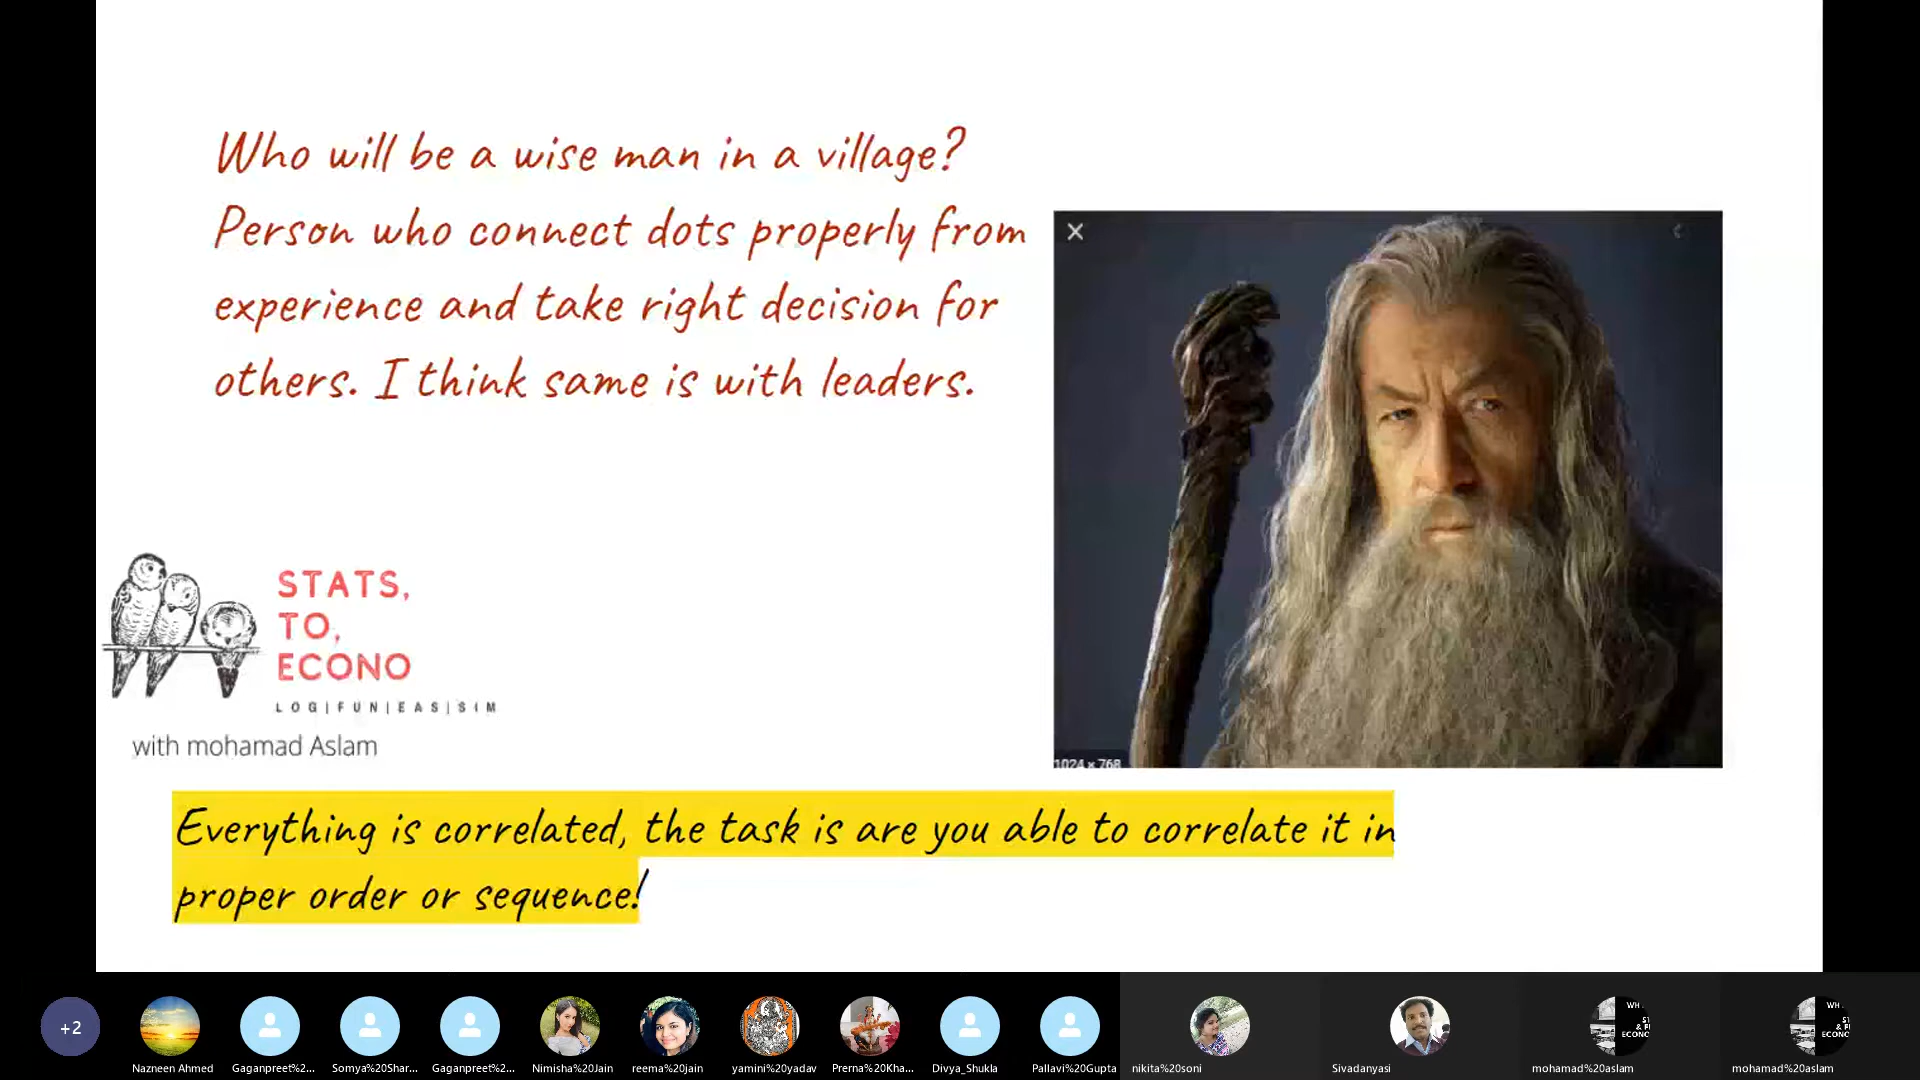 Who will be a wise man in a village?
Person who connect dots properly from
experience and take right decision for
others. I think same is with leaders.
1024 × 768
STATS,
TO,
ECONO
LOG|FUN|EAS|SIM
with mohamad Aslam
Everything is correlated, the task is are you able to correlate it in
proper order or sequence!
+2
Nazneen Ahmed
Gaganpreet%2...
Somya%20Shar...
Gaganpreet%2...
Nimisha%20Jain
reema%20jain
yamini%20yadav
Prerna%20Kha...
Divya_Shukla
Pallavi%20Gupta
nikita%20soni
Sivadanyasi
mohamad%20aslam
mohamad%20aslam